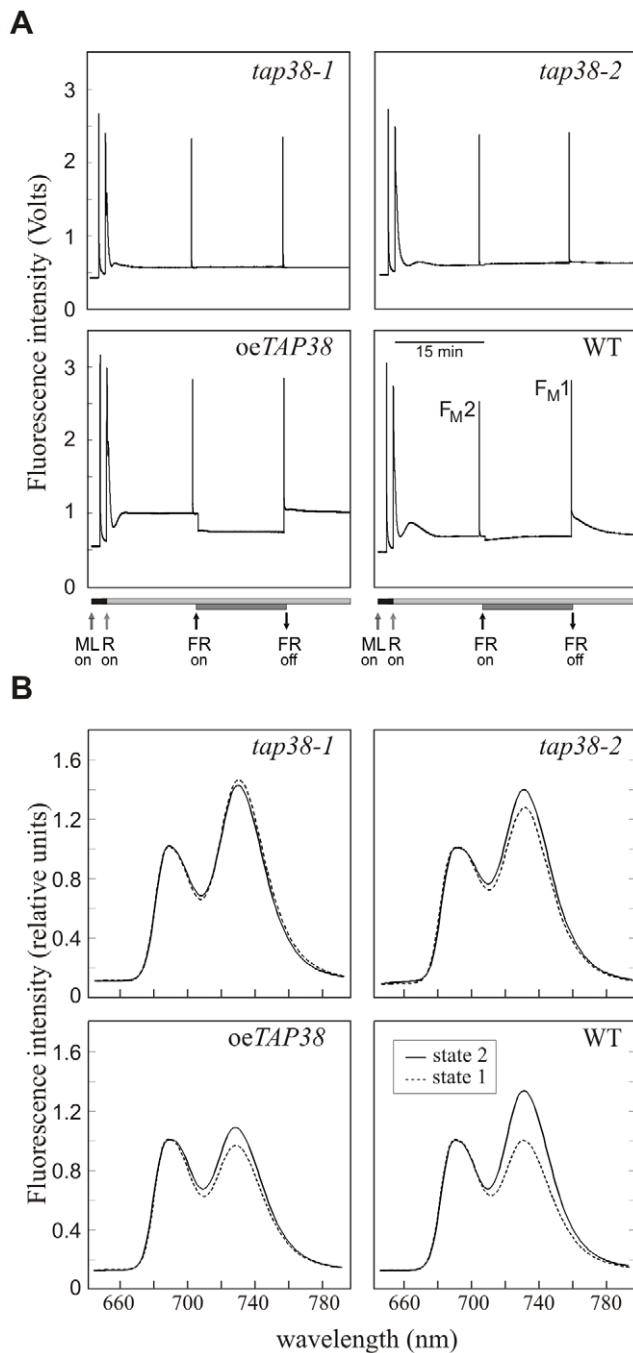 A
tap38-1
tap38-2
3
2
1
0
oeTAP38
WT
15 min
FM2
FM1
3
2
1
0
Fluorescence intensity (Volts)
ML on
R on
FR on
FR off
ML on
R on
FR on
FR off
B
tap38-1
tap38-2
1.6
1.2
0.8
0.4
0
oeTAP38
WT
state 2
state 1
1.6
1.2
0.8
0.4
0
Fluorescence intensity (relative units)
660 700 740 780
660 700 740 780
wavelength (nm)